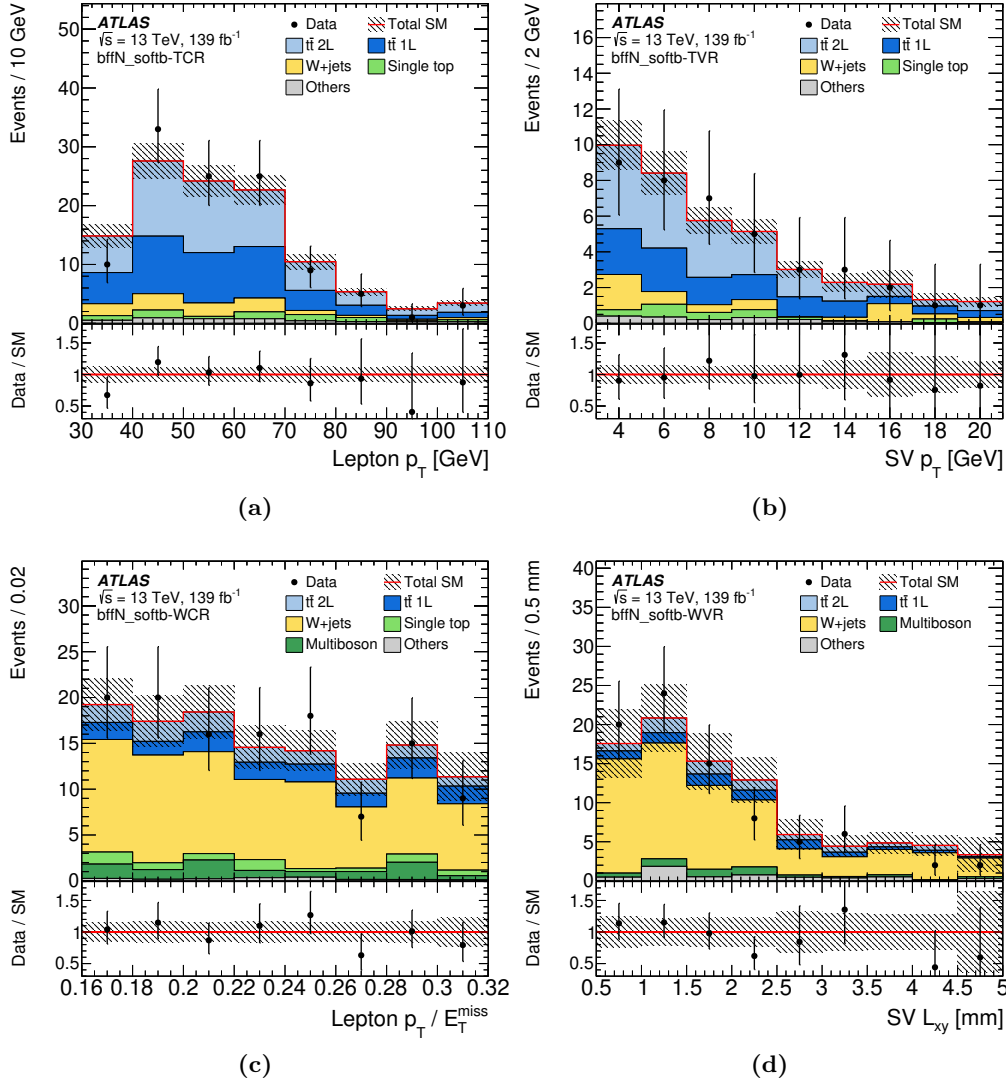 ATLAS
√s = 13 TeV, 139 fb⁻¹
bffN_softb-TCR
Data
Total SM
tt̄ 2L
tt̄ 1L
W+jets
Single top
Others
Events / 10 GeV
50
40
30
20
10
0
Data / SM
1.5
1
0.5
30 40 50 60 70 80 90 100 110
Lepton p_T [GeV]
(a)
ATLAS
√s = 13 TeV, 139 fb⁻¹
bffN_softb-TVR
Data
Total SM
tt̄ 2L
tt̄ 1L
W+jets
Single top
Others
Events / 2 GeV
16
14
12
10
8
6
4
2
0
Data / SM
1.5
1
0.5
4 6 8 10 12 14 16 18 20
SV p_T [GeV]
(b)
ATLAS
√s = 13 TeV, 139 fb⁻¹
bffN_softb-WCR
Data
Total SM
tt̄ 2L
tt̄ 1L
W+jets
Single top
Multiboson
Others
Events / 0.02
30
25
20
15
10
5
0
Data / SM
1.5
1
0.5
0.16 0.18 0.2 0.22 0.24 0.26 0.28 0.3 0.32
Lepton p_T / E_T^miss
(c)
ATLAS
√s = 13 TeV, 139 fb⁻¹
bffN_softb-WVR
Data
Total SM
tt̄ 2L
tt̄ 1L
W+jets
Multiboson
Others
Events / 0.5 mm
40
35
30
25
20
15
10
5
0
Data / SM
1.5
1
0.5
0.5 1 1.5 2 2.5 3 3.5 4 4.5 5
SV L_xy [mm]
(d)